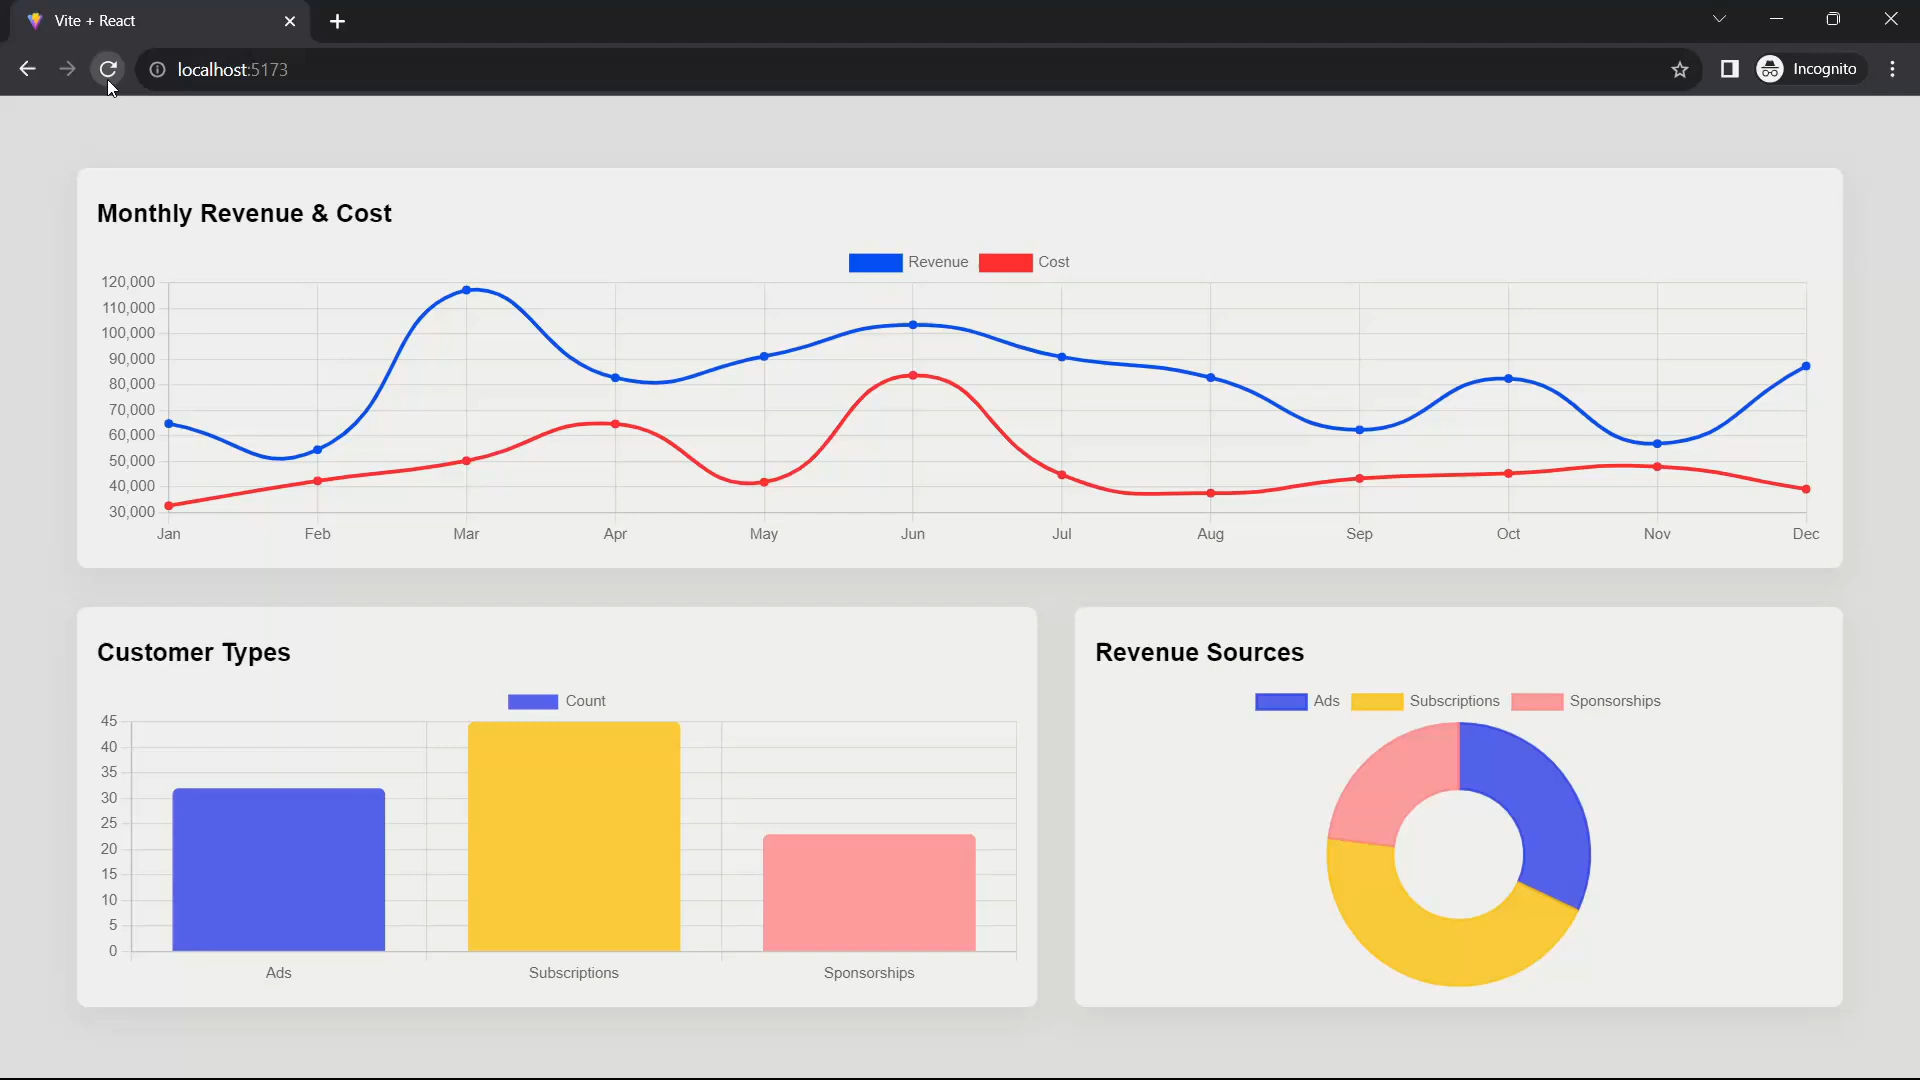 Vite + React
localhost:5173
Incognito
Monthly Revenue & Cost
Revenue Cost
120,000
110,000
100,000
90,000
80,000
70,000
60,000
50,000
40,000
30,000
Jan Feb Mar Apr May Jun Jul Aug Sep Oct Nov Dec
Customer Types
Count
45
40
35
30
25
20
15
10
5
0
Ads Subscriptions Sponsorships
Revenue Sources
Ads Subscriptions Sponsorships